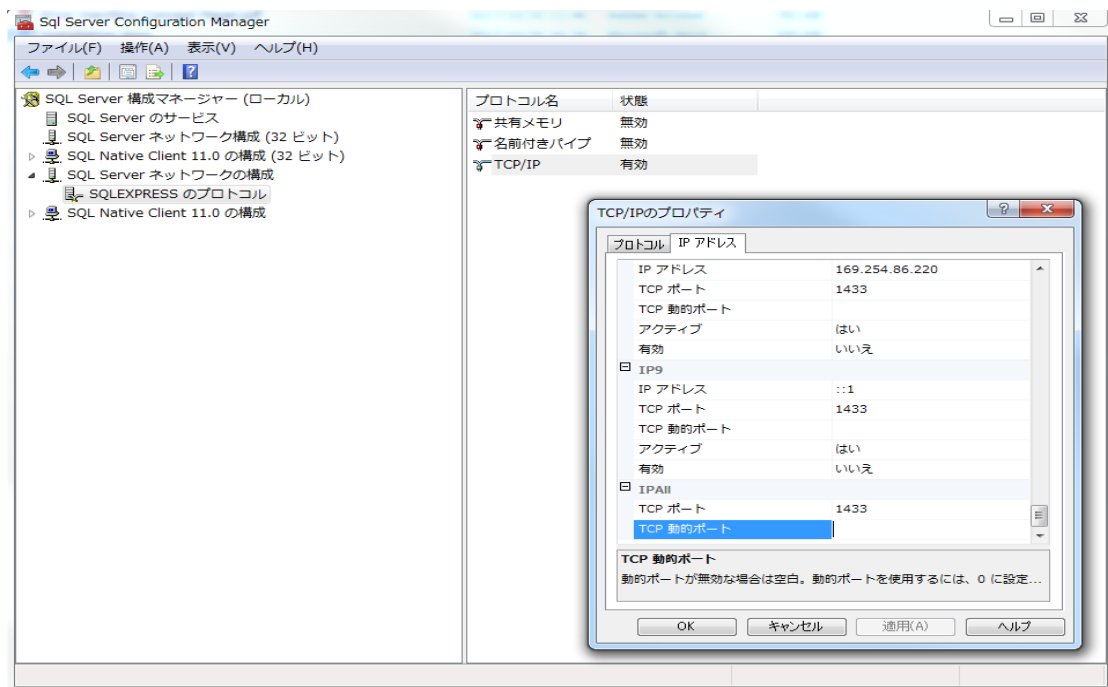 Sql Server Configuration Manager
ファイル(F) 操作(A) 表示(V) ヘルプ(H)
SQL Server 構成マネージャー (ローカル)
SQL Server のサービス
SQL Server ネットワーク構成 (32 ビット)
SQL Native Client 11.0 の構成 (32 ビット)
SQL Server ネットワークの構成
SQLEXPRESS のプロトコル
SQL Native Client 11.0 の構成
プロトコル名 状態
共有メモリ 無効
名前付きパイプ 無効
TCP/IP 有効
TCP/IPのプロパティ
プロトコル IP アドレス
IP アドレス 169.254.86.220
TCP ポート 1433
TCP 動的ポート
アクティブ はい
有効 いいえ
IP9
IP アドレス ::1
TCP ポート 1433
TCP 動的ポート
アクティブ はい
有効 いいえ
IPAll
TCP ポート 1433
TCP 動的ポート
TCP 動的ポート
動的ポートが無効な場合は空白。動的ポートを使用するには、0 に設定...
OK キャンセル 適用(A) ヘルプ